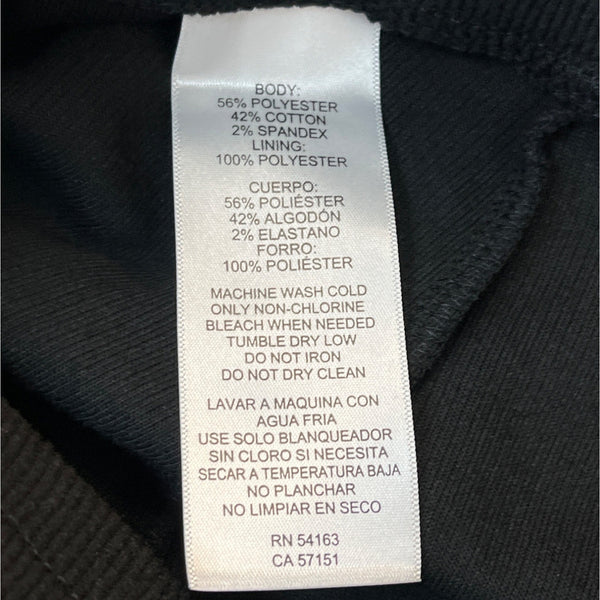 BODY:
56% POLYESTER
42% COTTON
2% SPANDEX
LINING:
100% POLYESTER
CUERPO:
56% POLIÉSTER
42% ALGODÓN
2% ELASTANO
FORRO:
100% POLIÉSTER
MACHINE WASH COLD
ONLY NON-CHLORINE
BLEACH WHEN NEEDED
TUMBLE DRY LOW
DO NOT IRON
DO NOT DRY CLEAN
LAVAR A MAQUINA CON
AGUA FRIA
USE SOLO BLANQUEADOR
SIN CLORO SI NECESITA
SECAR A TEMPERATURA BAJA
NO PLANCHAR
NO LIMPIAR EN SECO
RN 54163
CA 57151